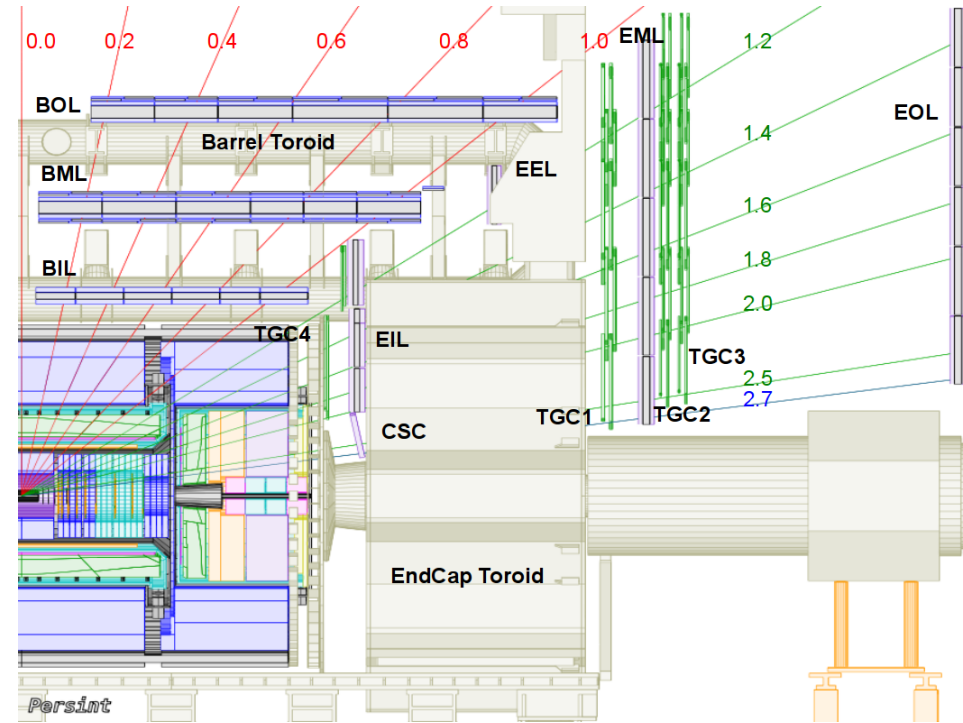 0.0 0.2 0.4 0.6 0.8 1.0 EML 1.2
BOL
EOL
Barrel Toroid
1.4
BML
EEL
1.6
BIL
1.8
2.0
TGC4
EIL
TGC3
2.5
2.7
TGC1
TGC2
CSC
EndCap Toroid
Persint